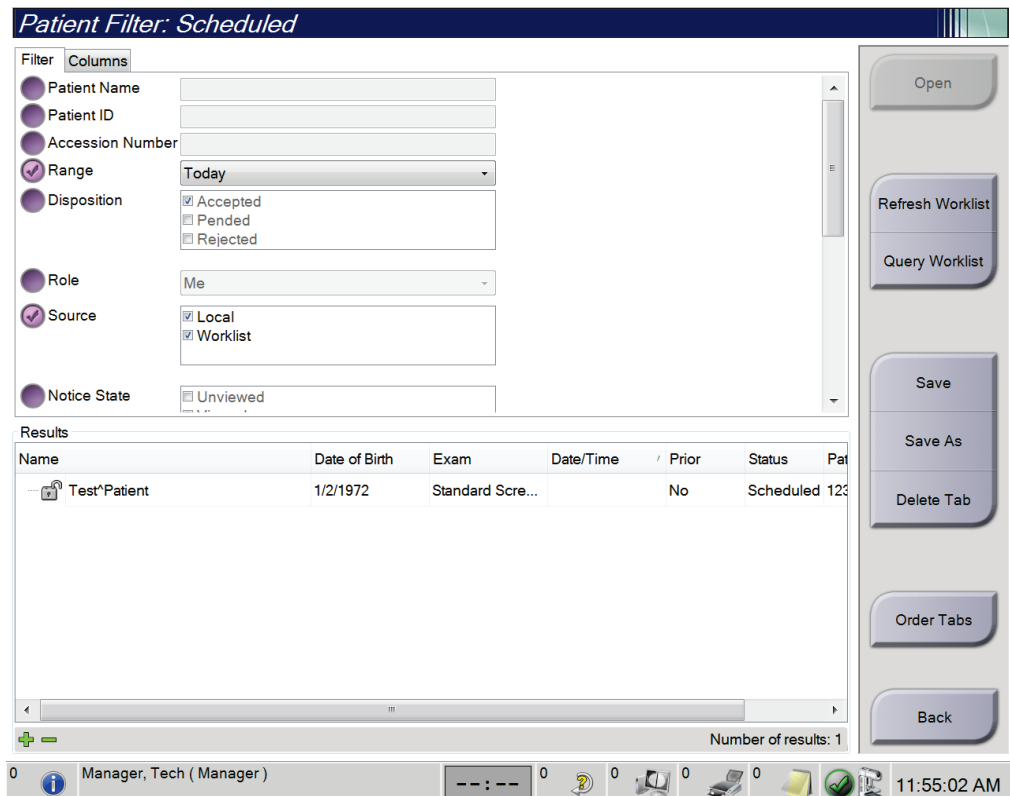 Patient Filter: Scheduled
Filter Columns
Patient Name
Patient ID
Accession Number
Range Today
Disposition Accepted
Pended
Rejected
Role Me
Source Local
Worklist
Notice State Unviewed
Results
Name Date of Birth Exam Date/Time Prior Status Pat
Test^Patient 1/2/1972 Standard Scre... No Scheduled 123
Number of results: 1
Open
Refresh Worklist
Query Worklist
Save
Save As
Delete Tab
Order Tabs
Back
0 Manager, Tech ( Manager ) --:-- 0 0 0 0 11:55:02 AM